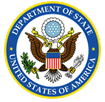 DEPARTMENT OF STATE
UNITED STATES OF AMERICA